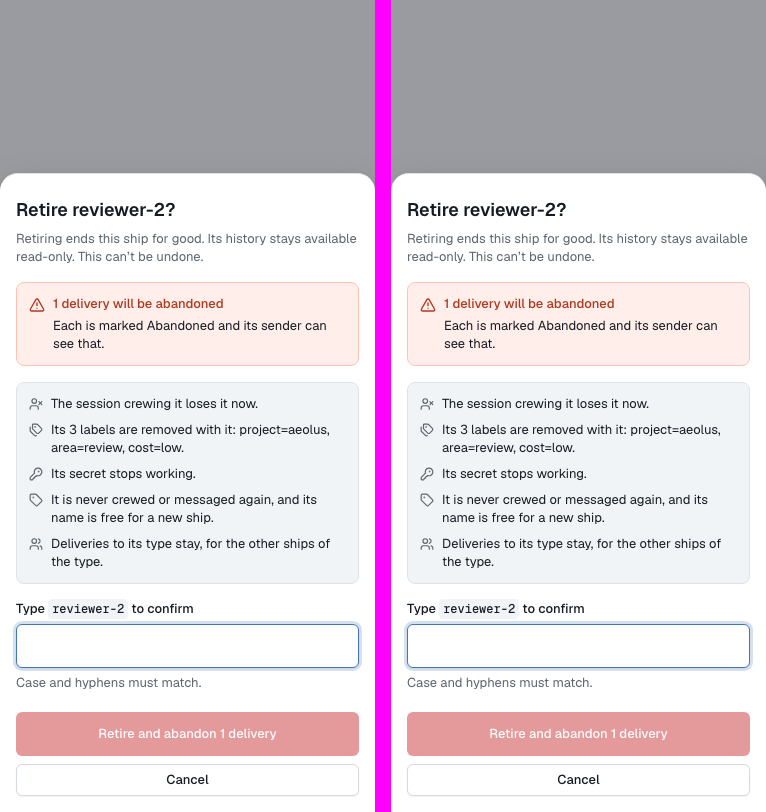 Retire reviewer-2?
Retiring ends this ship for good. Its history stays available
read-only. This can’t be undone.
1 delivery will be abandoned
Each is marked Abandoned and its sender can
see that.
The session crewing it loses it now.
Its 3 labels are removed with it: project=aeolus,
area=review, cost=low.
Its secret stops working.
It is never crewed or messaged again, and its
name is free for a new ship.
Deliveries to its type stay, for the other ships of
the type.
Type reviewer-2 to confirm
Case and hyphens must match.
Retire and abandon 1 delivery
Cancel
Retire reviewer-2?
Retiring ends this ship for good. Its history stays available
read-only. This can’t be undone.
1 delivery will be abandoned
Each is marked Abandoned and its sender can
see that.
The session crewing it loses it now.
Its 3 labels are removed with it: project=aeolus,
area=review, cost=low.
Its secret stops working.
It is never crewed or messaged again, and its
name is free for a new ship.
Deliveries to its type stay, for the other ships of
the type.
Type reviewer-2 to confirm
Case and hyphens must match.
Retire and abandon 1 delivery
Cancel